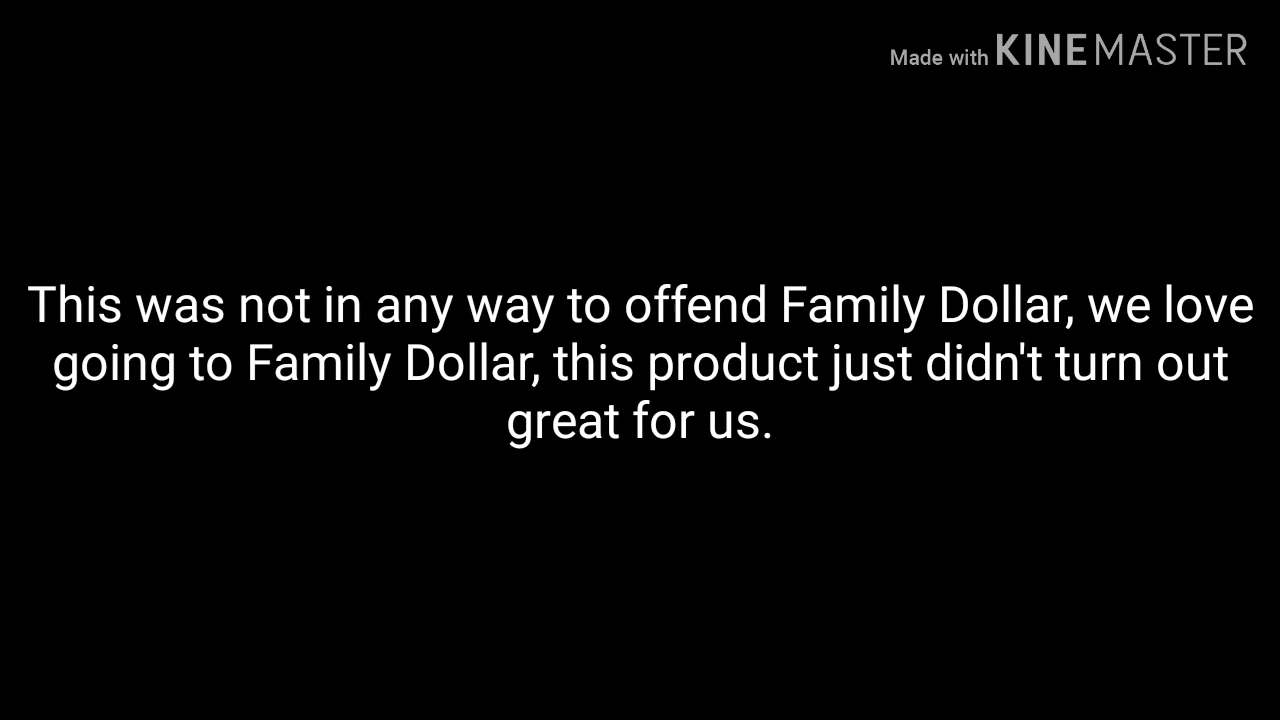 Made with KINEMASTER
This was not in any way to offend Family Dollar, we love
going to Family Dollar, this product just didn't turn out
great for us.